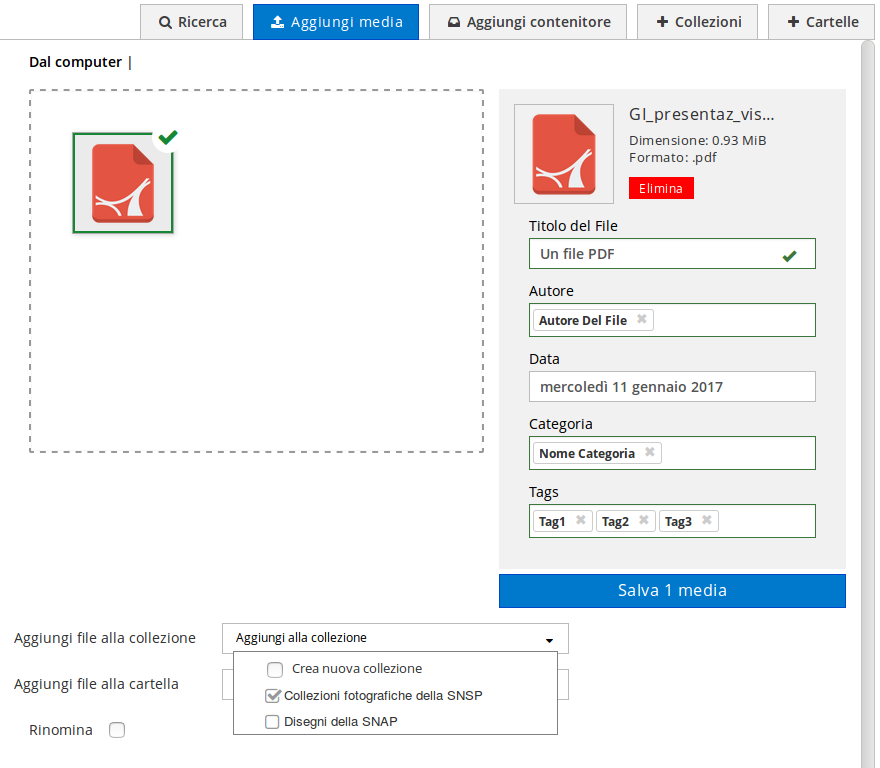 Ricerca
Aggiungi media
Aggiungi contenitore
Collezioni
Cartelle
Dal computer |
GI_presentaz_vis...
Dimensione: 0.93 MiB
Formato: .pdf
Elimina
Titolo del File
Un file PDF
Autore
Autore Del File
Data
mercoledì 11 gennaio 2017
Categoria
Nome Categoria
Tags
Tag1 Tag2 Tag3
Salva 1 media
Aggiungi file alla collezione
Aggiungi alla collezione
Crea nuova collezione
Collezioni fotografiche della SNSP
Disegni della SNAP
Aggiungi file alla cartella
Rinomina